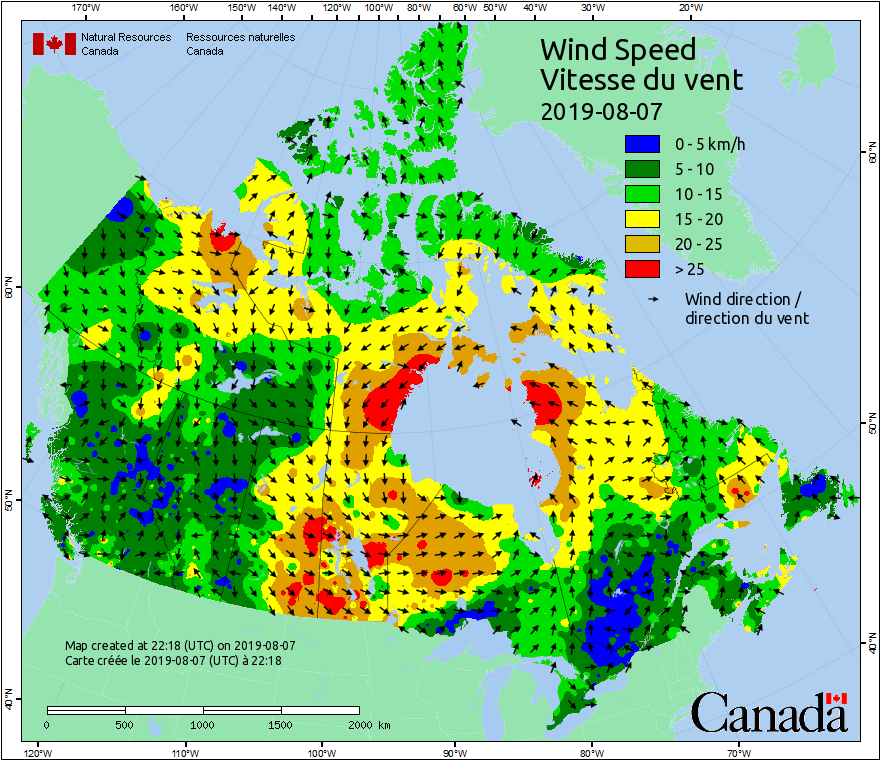 170°W 160°W 150°W 140°W 120°W 100°W 80°W 60°W 50°W 40°W 30°W 20°W
Natural Resources Ressources naturelles
Canada Canada
Wind Speed
Vitesse du vent
2019-08-07
0 - 5 km/h
5 - 10
10 - 15
15 - 20
20 - 25
> 25
Wind direction /
direction du vent
60°N
60°N
50°N
50°N
40°N
40°N
Map created at 22:18 (UTC) on 2019-08-07
Carte créée le 2019-08-07 (UTC) à 22:18
0 500 1000 1500 2000 km
Canada
120°W 110°W 100°W 90°W 80°W 70°W